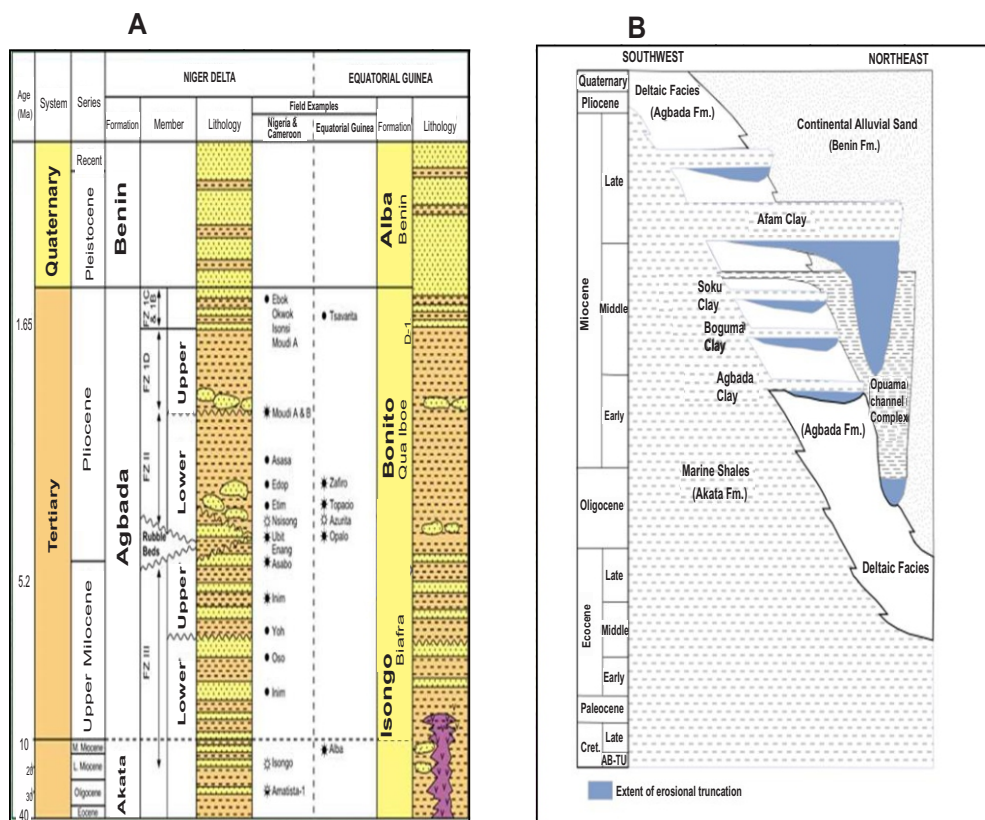 A
NIGER DELTA
EQUATORIAL GUINEA
Age
(Ma)
System
Series
Formation
Member
Lithology
Field Examples
Nigeria &
Cameroon
Equatorial Guinea
Formation
Lithology
Quaternary
Tertiary
Recent
Pleistocene
Pliocene
Upper Milocene
M. Miocene
L. Miocene
Oligocene
Eocene
1.65
5.2
10
20
30
40
Benin
Agbada
Akata
FZ 1C
& 1B
FZ 1D
FZ II
Rubble
Beds
FZ III
Upper
Lower
Upper
Lower
Ebok
Okwok
Isonsi
Moudi A
Moudi A & B
Asasa
Edop
Etim
Nsisong
Ubit
Enang
Asabo
Inim
Yoh
Oso
Inim
Isongo
Amatista-1
Tsavarita
Zafiro
Topacio
Azurita
Opalo
Alba
Alba
Benin
D-1
Bonito
Qua Iboe
Isongo
Biafra
B
SOUTHWEST
NORTHEAST
Quaternary
Pliocene
Miocene
Late
Middle
Early
Oligocene
Eocene
Late
Middle
Early
Paleocene
Cret.
Late
AB-TU
Deltaic Facies
(Agbada Fm.)
Continental Alluvial Sand
(Benin Fm.)
Afam Clay
Soku
Clay
Boguma
Clay
Agbada
Clay
Opuama
channel
Complex
(Agbada Fm.)
Marine Shales
(Akata Fm.)
Deltaic Facies
Extent of erosional truncation